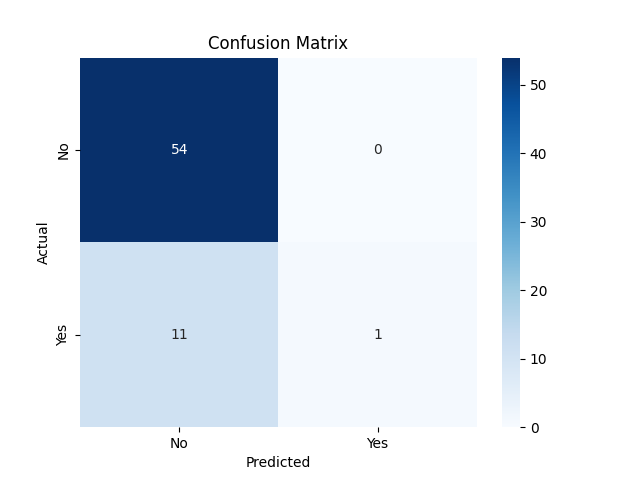 Confusion Matrix
Actual
No
54
0
Yes
11
1
No
Yes
Predicted
50
40
30
20
10
0